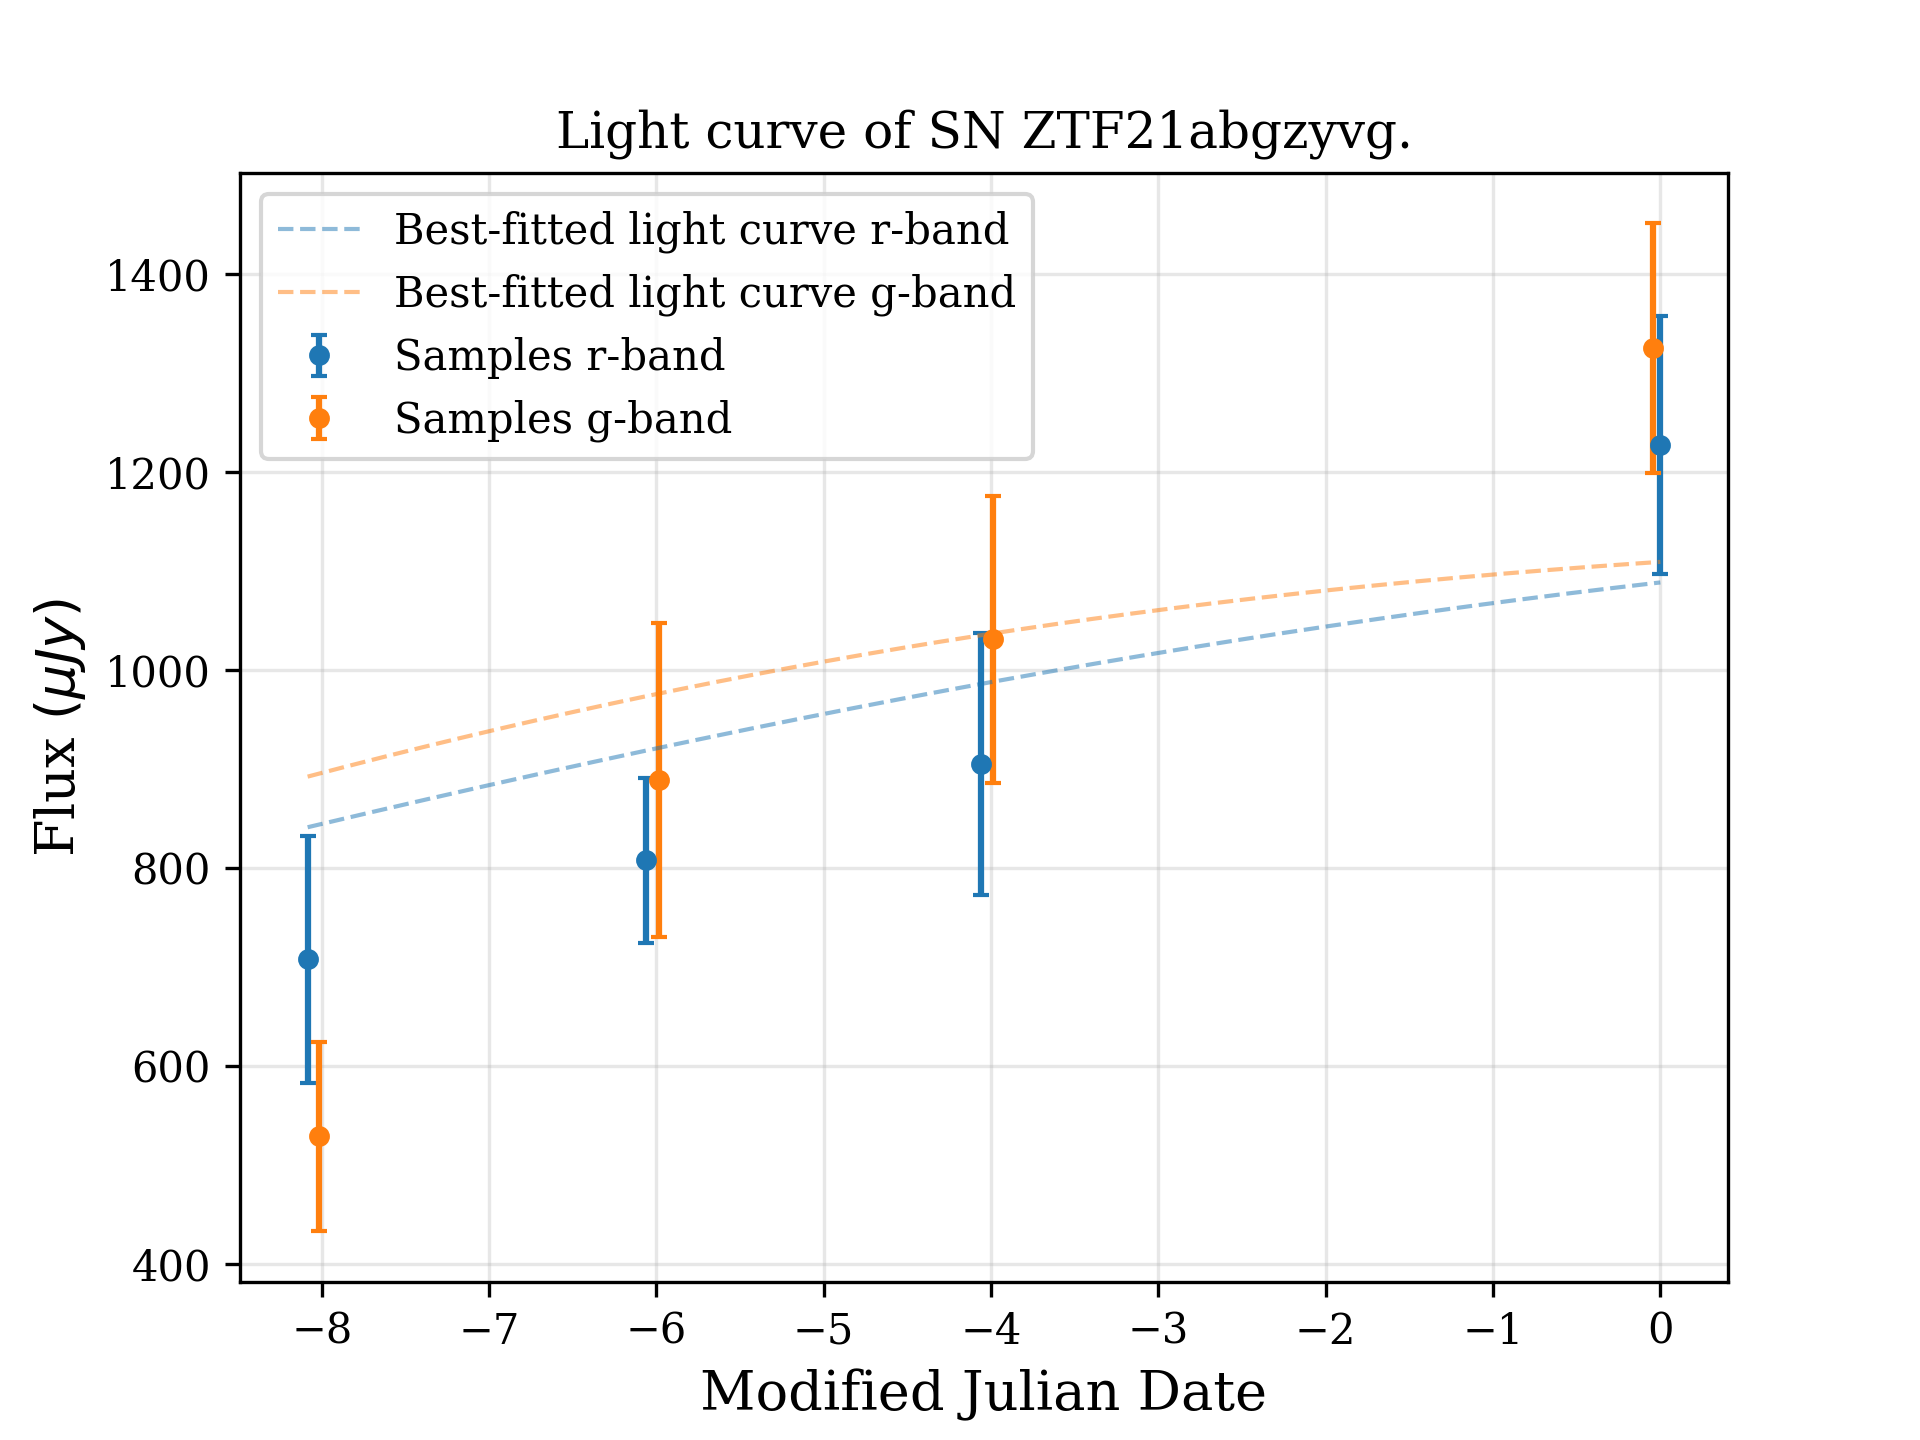 Light curve of SN ZTF21abgzyvg.
Best-fitted light curve r-band
Best-fitted light curve g-band
Samples r-band
Samples g-band
1400
1200
1000
800
600
400
Flux (μJy)
−8 −7 −6 −5 −4 −3 −2 −1 0
Modified Julian Date